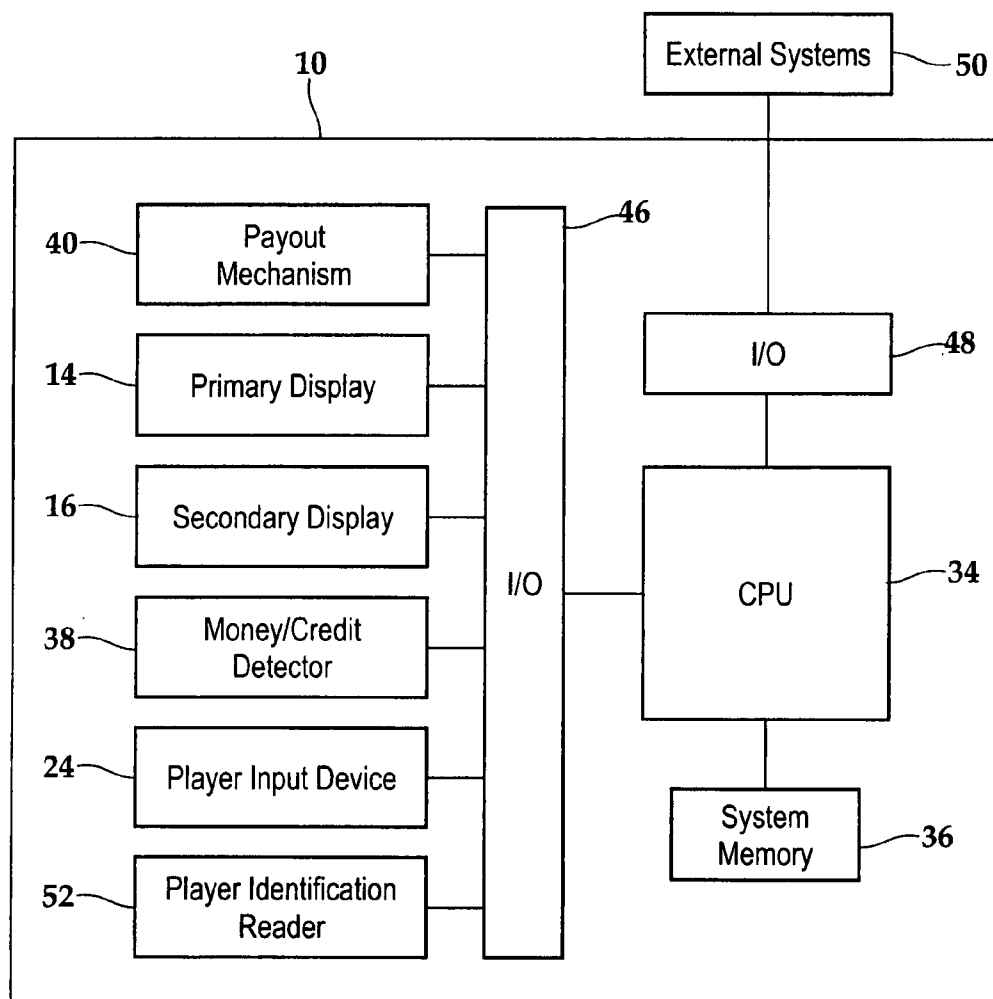 External Systems
50
10
40
Payout
Mechanism
46
I/O
48
14
Primary Display
16
Secondary Display
I/O
CPU
34
38
Money/Credit
Detector
24
Player Input Device
System
Memory
36
52
Player Identification
Reader